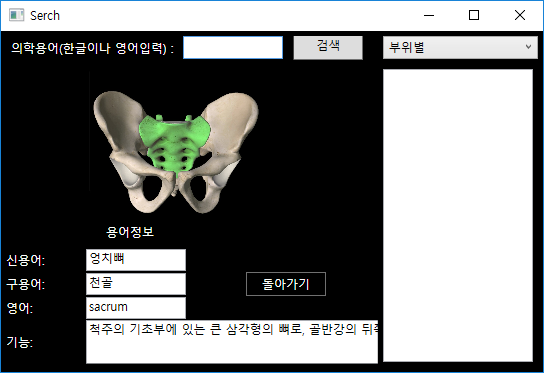 Serch
의학용어(한글이나 영어입력) :
검색
부위별
용어정보
신용어:
엉치뼈
구용어:
천골
돌아가기
영어:
sacrum
기능:
척주의 기초부에 있는 큰 삼각형의 뼈로, 골반강의 뒤